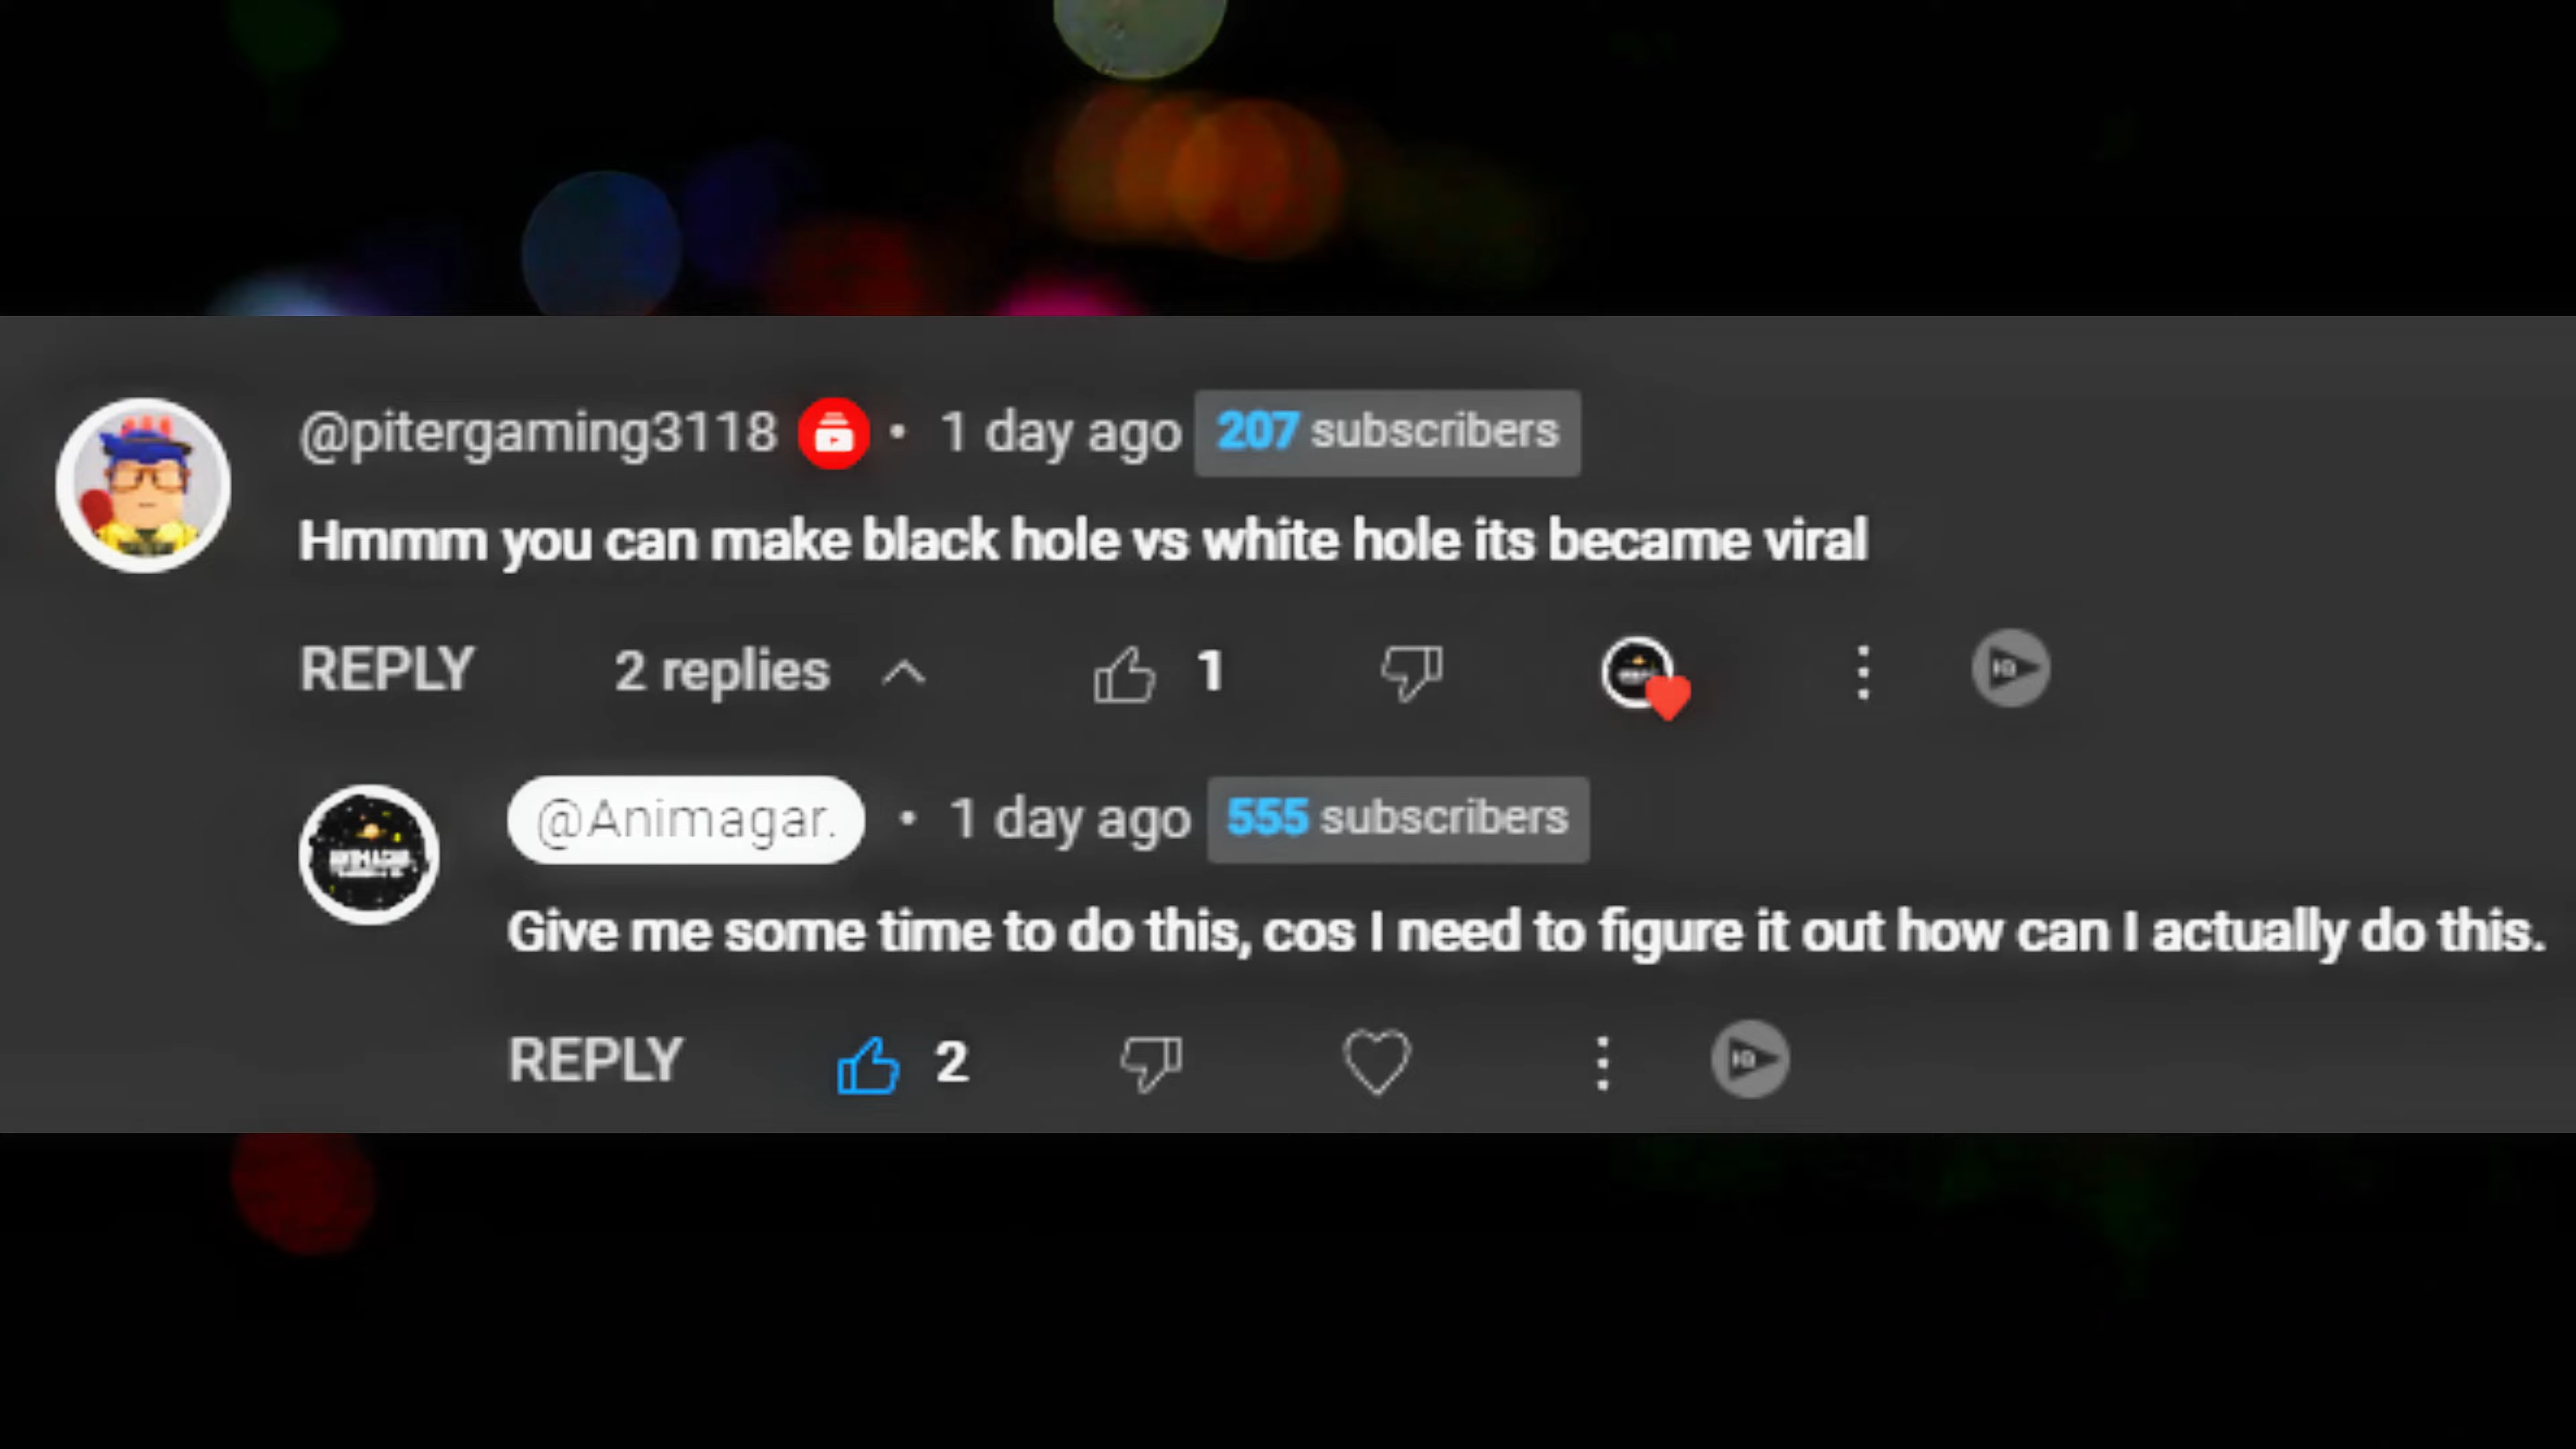 @pitergaming3118 • 1 day ago 207 subscribers
Hmmm you can make black hole vs white hole its became viral
REPLY 2 replies 1
@Animagar. • 1 day ago 555 subscribers
Give me some time to do this, cos I need to figure it out how can I actually do this.
REPLY 2